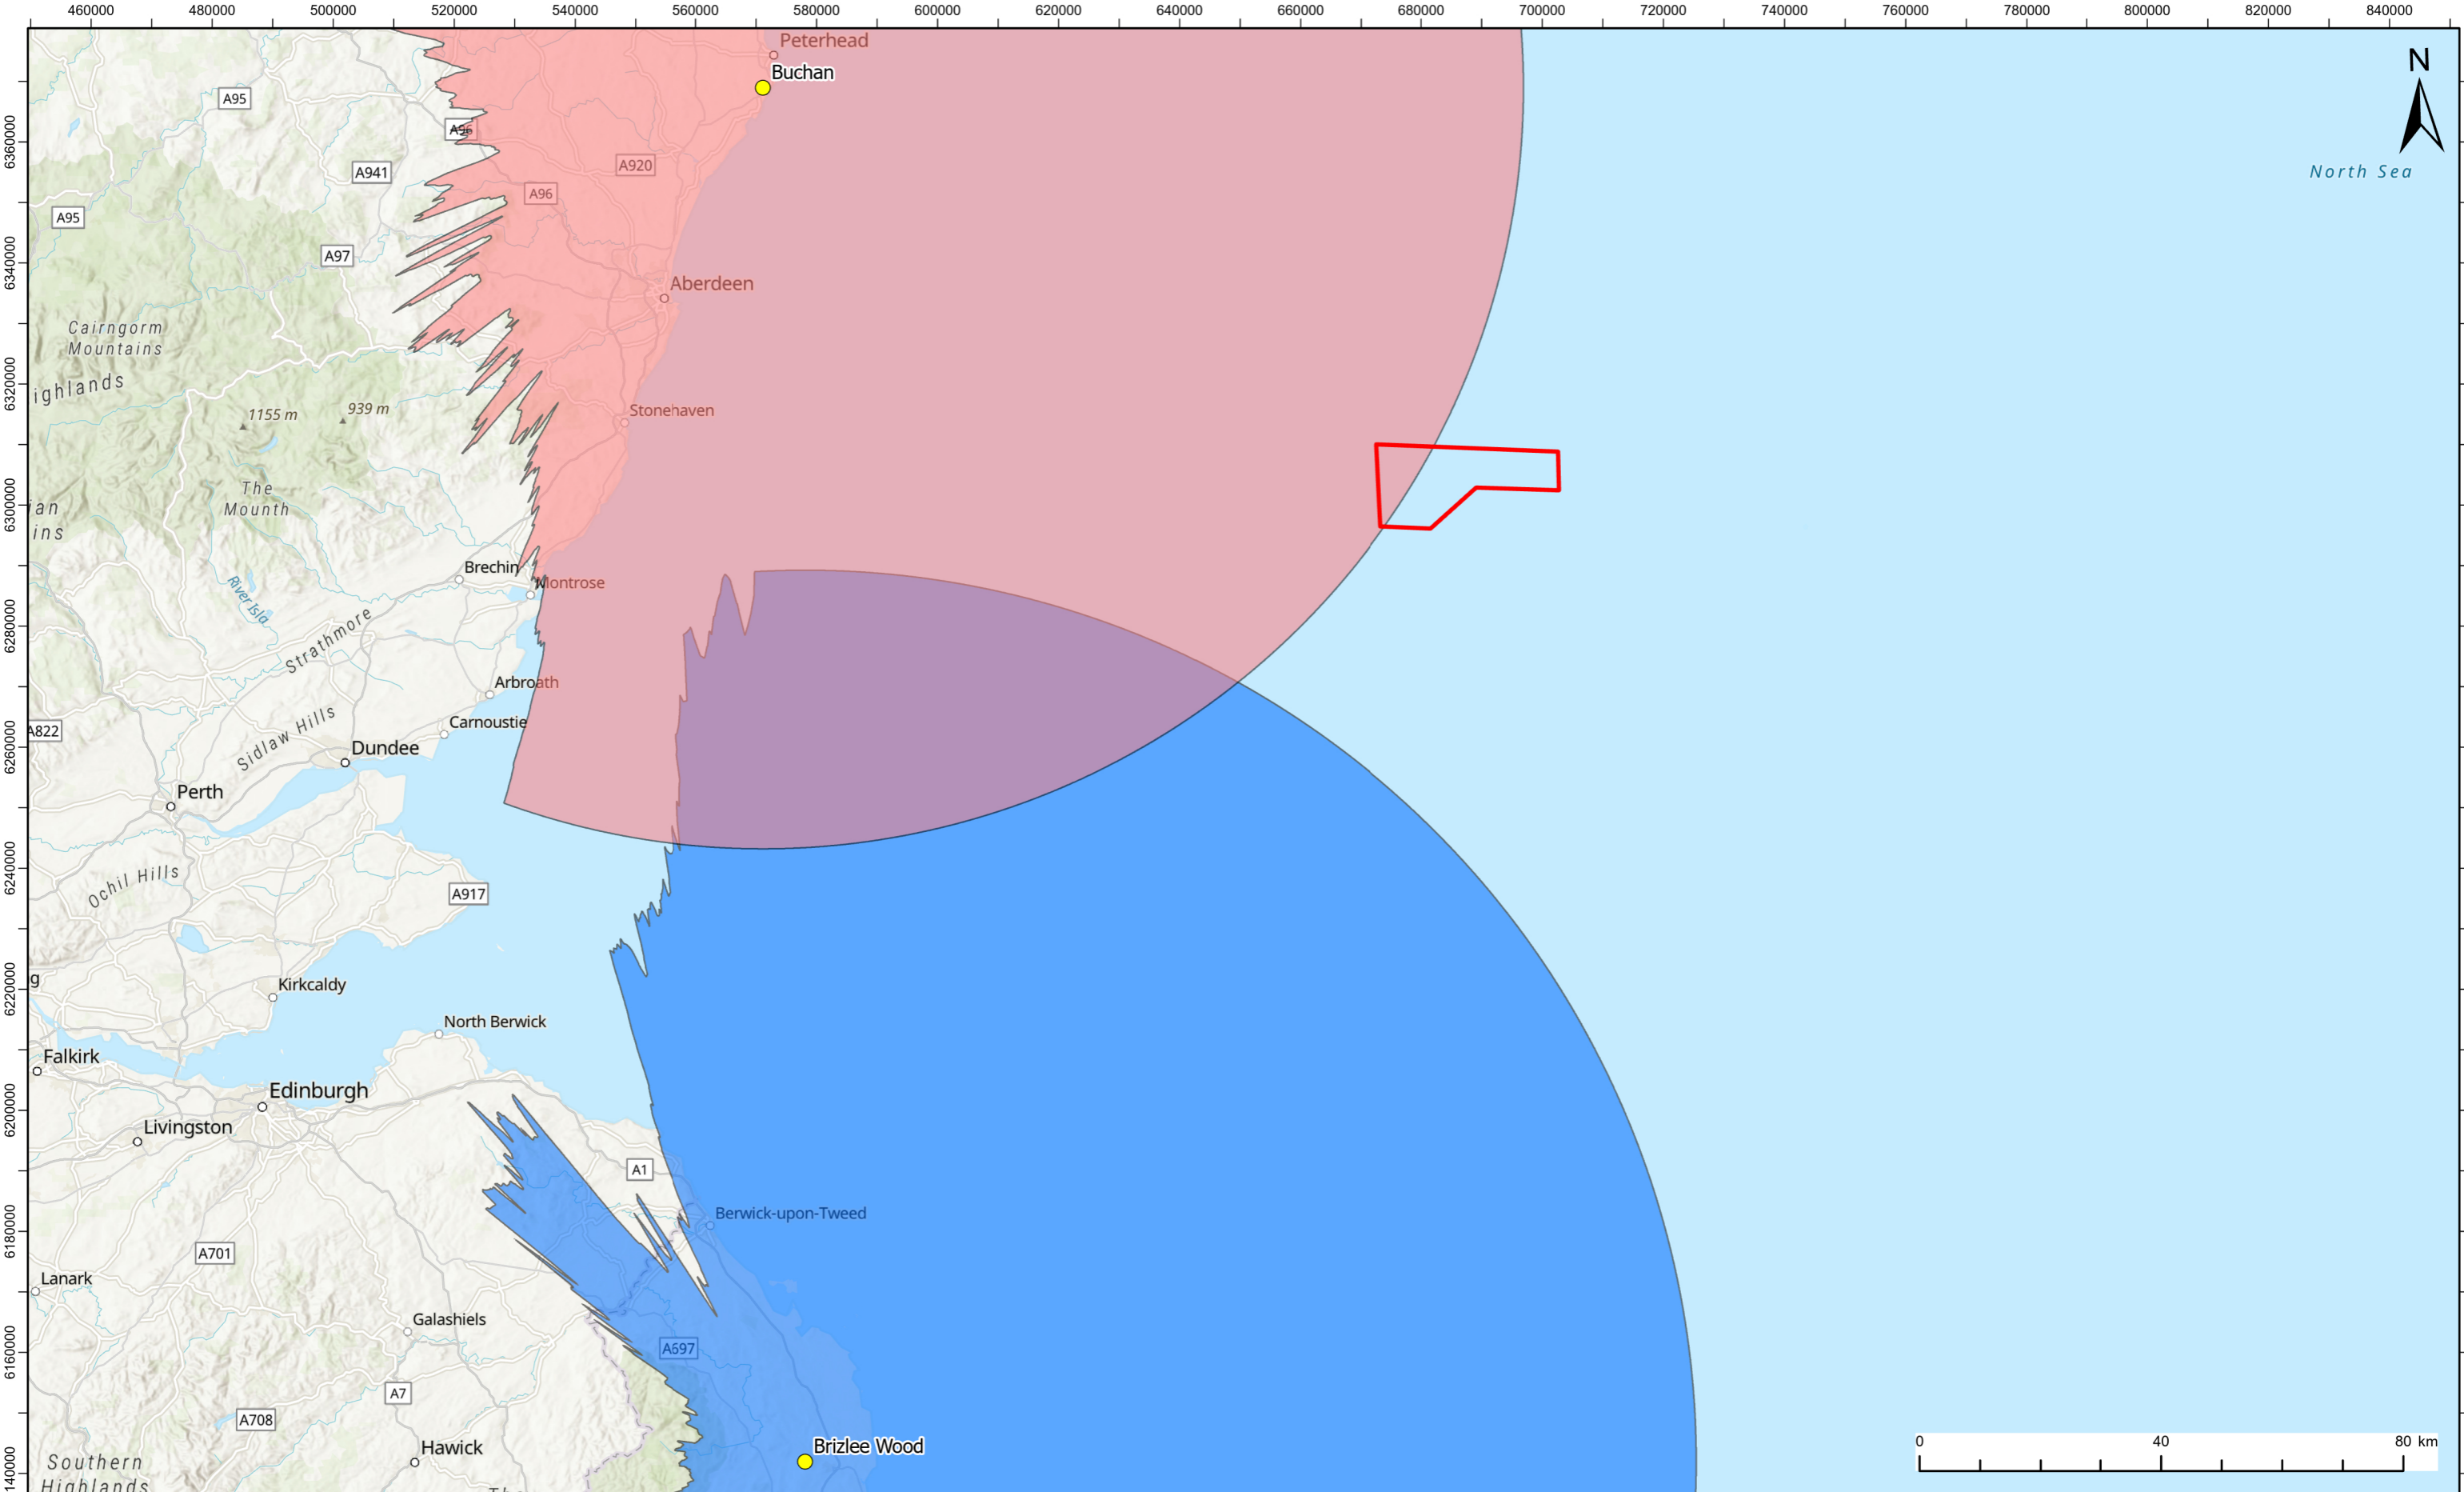 460000 480000 500000 520000 540000 560000 580000 600000 620000 640000 660000 680000 700000 720000 740000 760000 780000 800000 820000 840000
Peterhead
Buchan
N
A95
A96
6360000
A920
A941
North Sea
A96
A95
A97
6340000
Aberdeen
Cairngorm
Mountains
6320000
ighlands
1155 m
939 m
Stonehaven
The
Mounth
6300000
ian
ins
Brechin
Montrose
River Isla
6280000
Strathmore
Arbroath
Sidlaw Hills
Carnoustie
A822
6260000
Dundee
Perth
6240000
Ochil Hills
A917
6220000
g
Kirkcaldy
North Berwick
Falkirk
Edinburgh
6200000
Livingston
A1
Berwick-upon-Tweed
6180000
A701
Lanark
Galashiels
6160000
A697
A7
A708
Hawick
Brizlee Wood
Southern
Highlands
140000
0 40 80 km